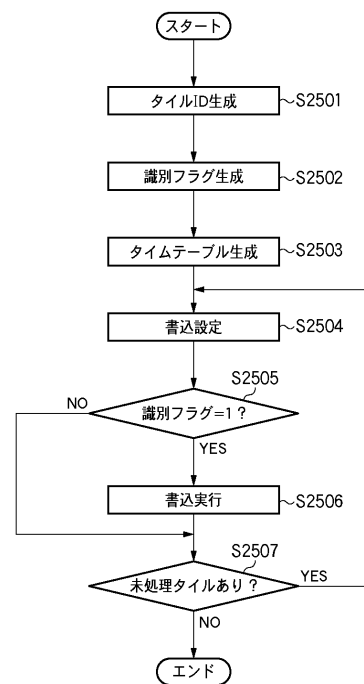 スタート
タイルID生成
S2501
識別フラグ生成
S2502
タイムテーブル生成
S2503
書込設定
S2504
S2505
NO
識別フラグ=1?
YES
書込実行
S2506
S2507
未処理タイルあり?
YES
NO
エンド